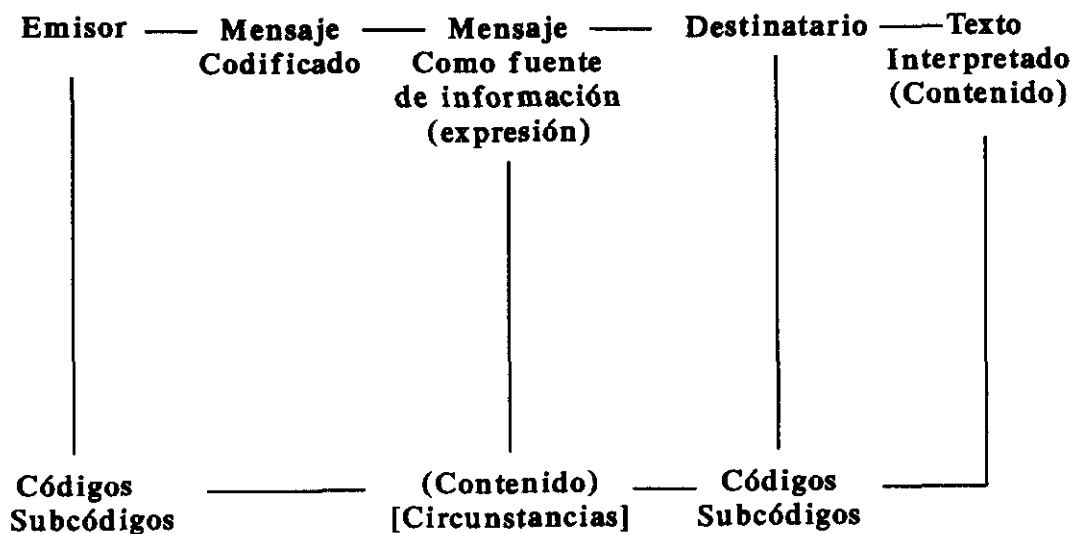 Emisor
Mensaje
Codificado
Mensaje
Como fuente
de información
(expresión)
Destinatario
Texto
Interpretado
(Contenido)
Códigos
Subcódigos
(Contenido)
[Circunstancias]
Códigos
Subcódigos